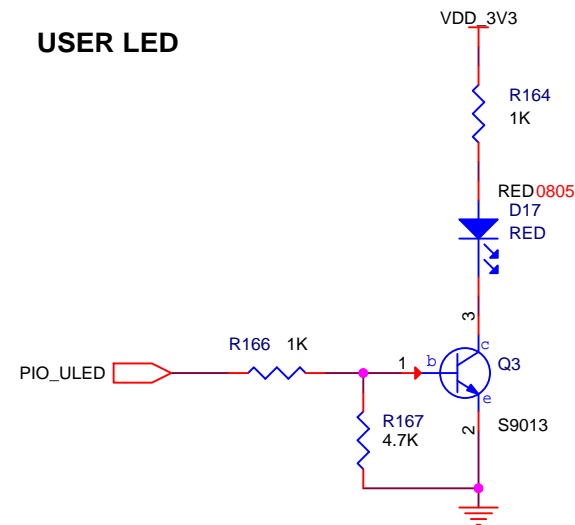 VDD_3V3
USER LED
R164
1K
RED0805
D17
RED
3
c
R166 1K
1 b Q3
PIO_ULED
e
R167
2 S9013
4.7K